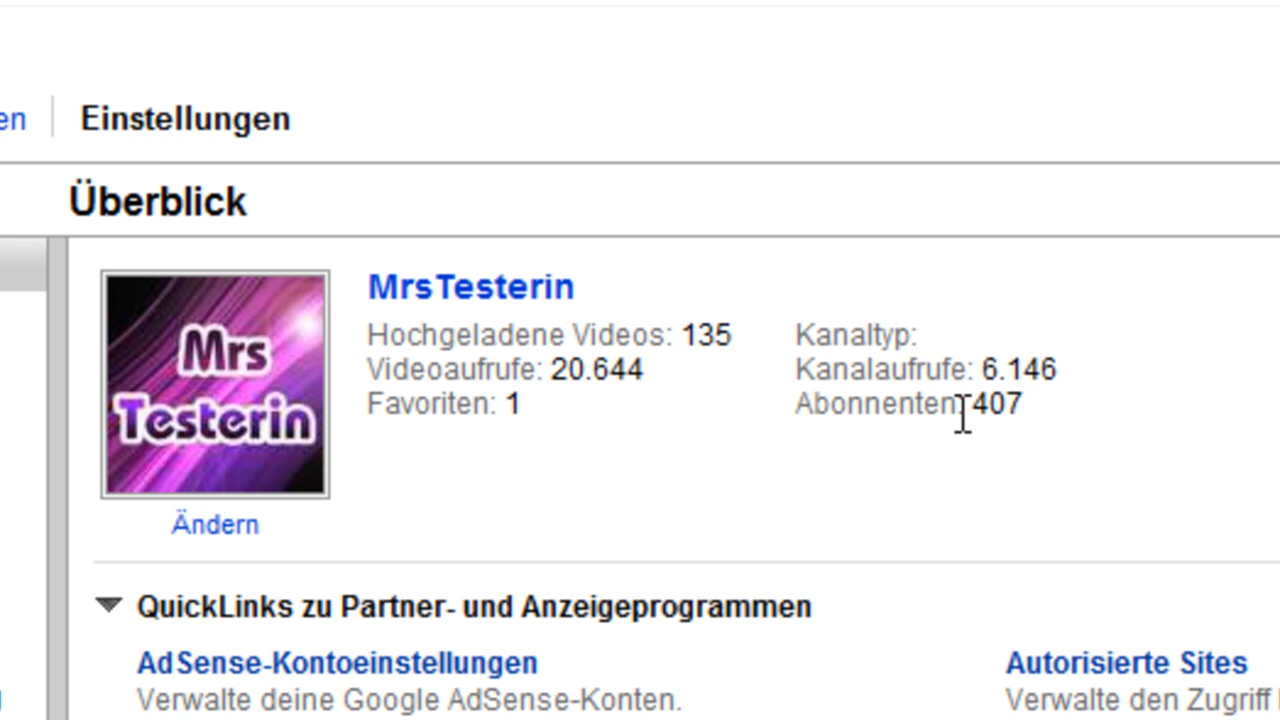 en Einstellungen
Überblick
Mrs
Testerin
Ändern
MrsTesterin
Hochgeladene Videos: 135
Videoaufrufe: 20.644
Favoriten: 1
Kanaltyp:
Kanalaufrufe: 6.146
Abonnenten: 407
QuickLinks zu Partner- und Anzeigeprogrammen
AdSense-Kontoeinstellungen
Verwalte deine Google AdSense-Konten.
Autorisierte Sites
Verwalte den Zugriff